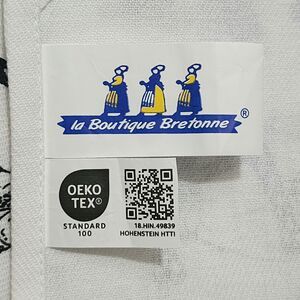 la Boutique Bretonne ®
OEKO
TEX®
STANDARD
100
18.HIN.49839
HOHENSTEIN HTTI